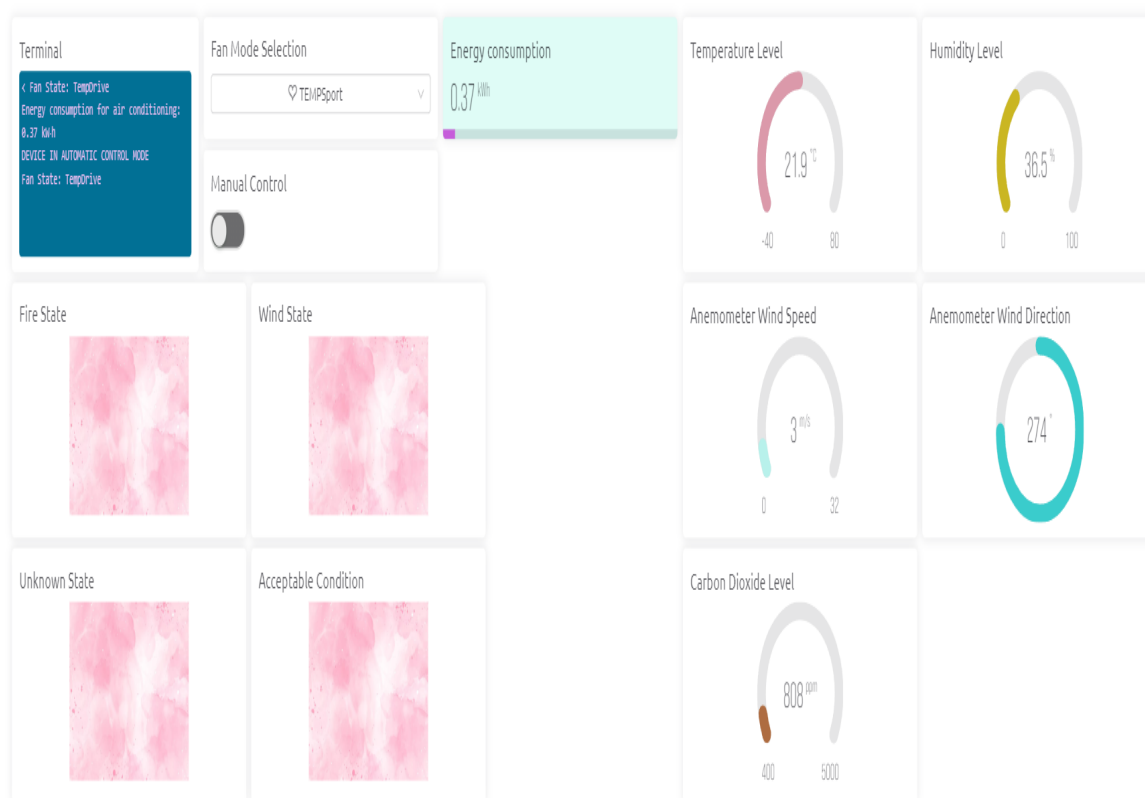 Terminal
< Fan State: TempDrive
Energy consumption for air conditioning:
0.37 kW·h
DEVICE IN AUTOMATIC CONTROL MODE
Fan State: TempDrive
Fan Mode Selection
♡ TEMPSport
Manual Control
Energy consumption
0.37 kWh
Temperature Level
21.9 °C
-40 80
Humidity Level
36.5 %
0 100
Fire State
Wind State
Anemometer Wind Speed
3 m/s
0 32
Anemometer Wind Direction
274 °
Unknown State
Acceptable Condition
Carbon Dioxide Level
808 ppm
400 5000